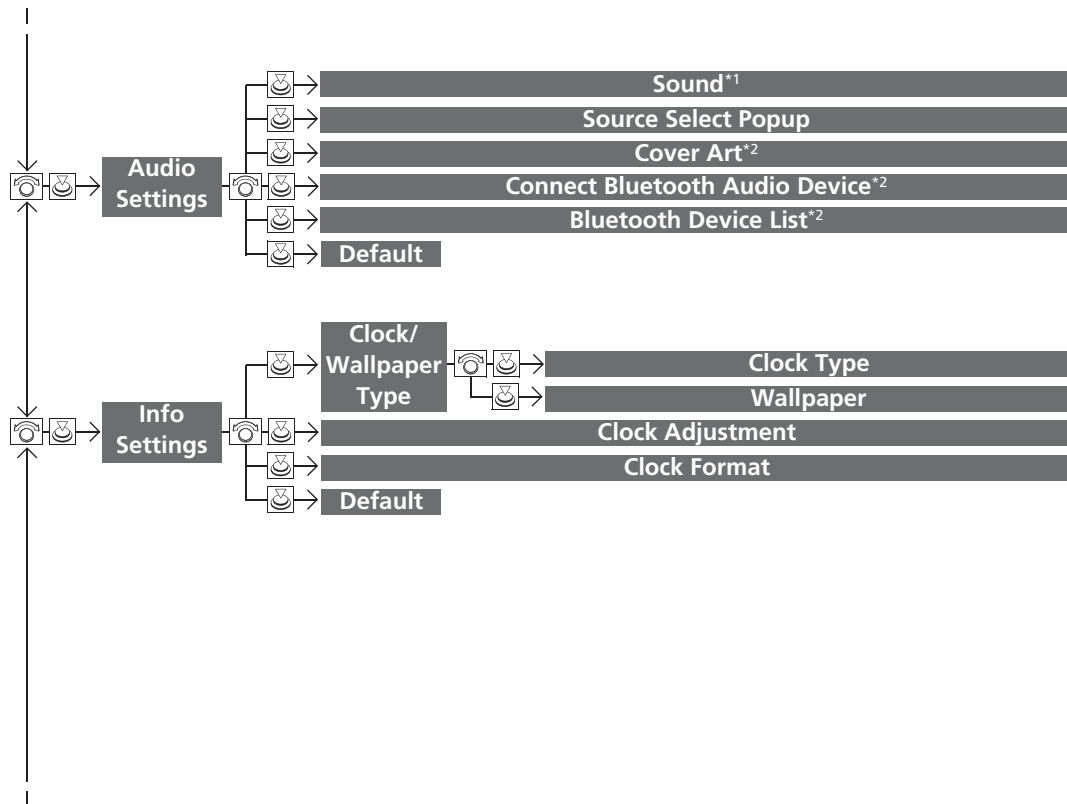 Sound*1
Source Select Popup
Cover Art*2
Audio
Settings
Connect Bluetooth Audio Device*2
Bluetooth Device List*2
Default
Clock/
Wallpaper
Type
Clock Type
Wallpaper
Info
Settings
Clock Adjustment
Clock Format
Default